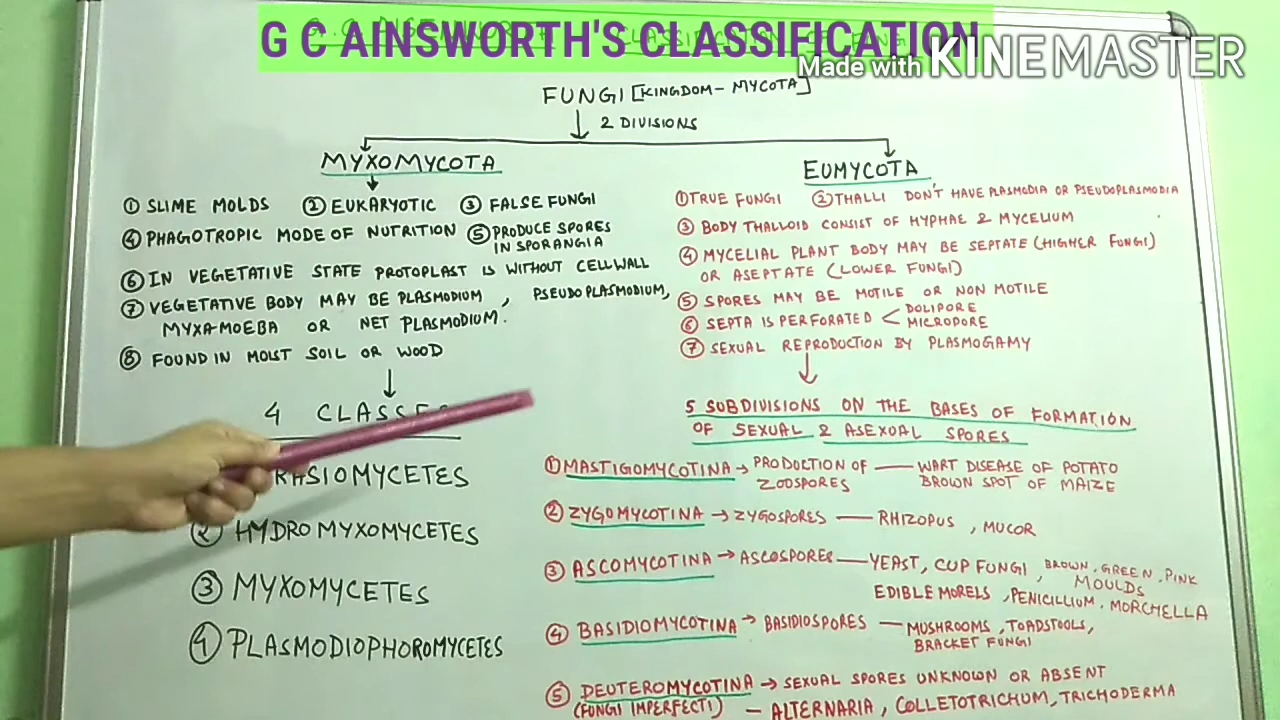 G C AINSWORTH'S CLASSIFICATION
Made with KINEMASTER
FUNGI [KINGDOM- MYCOTA]
2 DIVISIONS
MYXOMYCOTA
① SLIME MOLDS ② EUKARYOTIC ③ FALSE FUNGI
④ PHAGOTROPIC MODE OF NUTRITION ⑤ PRODUCE SPORES
IN SPORANGIA
⑥ IN VEGETATIVE STATE PROTOPLAST IS WITHOUT CELLWALL
⑦ VEGETATIVE BODY MAY BE PLASMODIUM, PSEUDOPLASMODIUM,
MYXAMOEBA OR NET PLASMODIUM.
⑧ FOUND IN MOIST SOIL OR WOOD
4 CLASSES
RASIOMYCETES
② HYDROMYXOMYCETES
③ MYXOMYCETES
④ PLASMODIOPHOROMYCETES
EUMYCOTA
① TRUE FUNGI ② THALLI DON'T HAVE PLASMODIA OR PSEUDOPLASMODIA
③ BODY THALLOID CONSIST OF HYPHAE & MYCELIUM
④ MYCELIAL PLANT BODY MAY BE SEPTATE (HIGHER FUNGI)
OR ASEPTATE (LOWER FUNGI)
⑤ SPORES MAY BE MOTILE OR NON MOTILE
⑥ SEPTA IS PERFORATED < DOLIPORE
MICROPORE
⑦ SEXUAL REPRODUCTION BY PLASMOGAMY
5 SUBDIVISIONS ON THE BASES OF FORMATION
OF SEXUAL & ASEXUAL SPORES
① MASTIGOMYCOTINA → PRODUCTION OF — WART DISEASE OF POTATO
ZOOSPORES BROWN SPOT OF MAIZE
② ZYGOMYCOTINA → ZYGOSPORES — RHIZOPUS, MUCOR
③ ASCOMYCOTINA → ASCOSPORES — YEAST, CUP FUNGI, BROWN, GREEN, PINK
MOULDS
EDIBLE MORELS, PENICILLIUM, MORCHELLA
④ BASIDIOMYCOTINA → BASIDIOSPORES — MUSHROOMS, TOADSTOOLS,
BRACKET FUNGI
⑤ DEUTEROMYCOTINA → SEXUAL SPORES UNKNOWN OR ABSENT
(FUNGI IMPERFECTI) — ALTERNARIA, COLLETOTRICHUM, TRICHODERMA